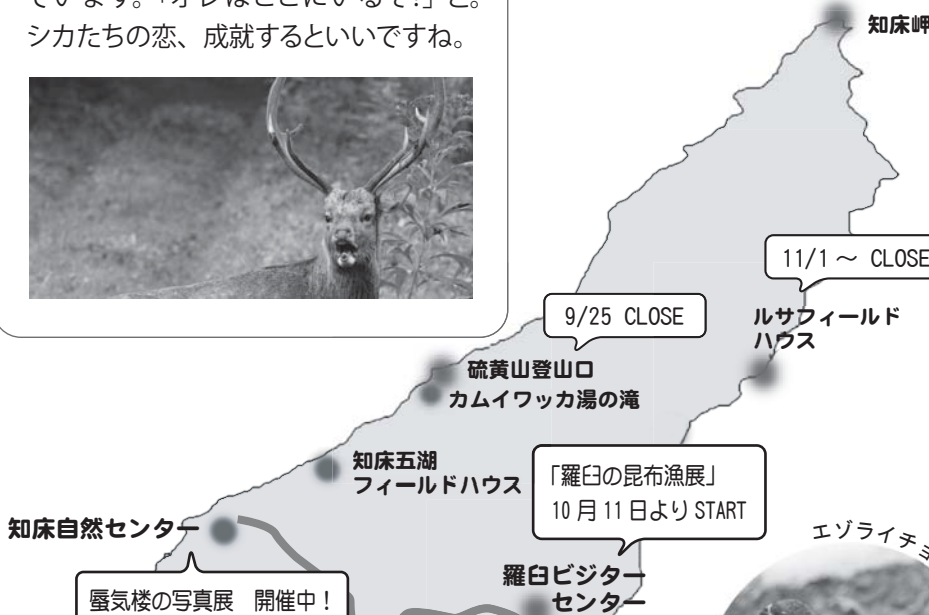 ています。「オレはここにいるぞ!」と。
シカたちの恋、成就するといいですね。
知床岬
11/1～ CLOSE
9/25 CLOSE
ルサフィールド
ハウス
硫黄山登山口
カムイワッカ湯の滝
知床五湖
フィールドハウス
「羅臼の昆布漁展」
10月11日より START
知床自然センター
エゾライチョ
羅臼ビジター
センター
蜃気楼の写真展 開催中！